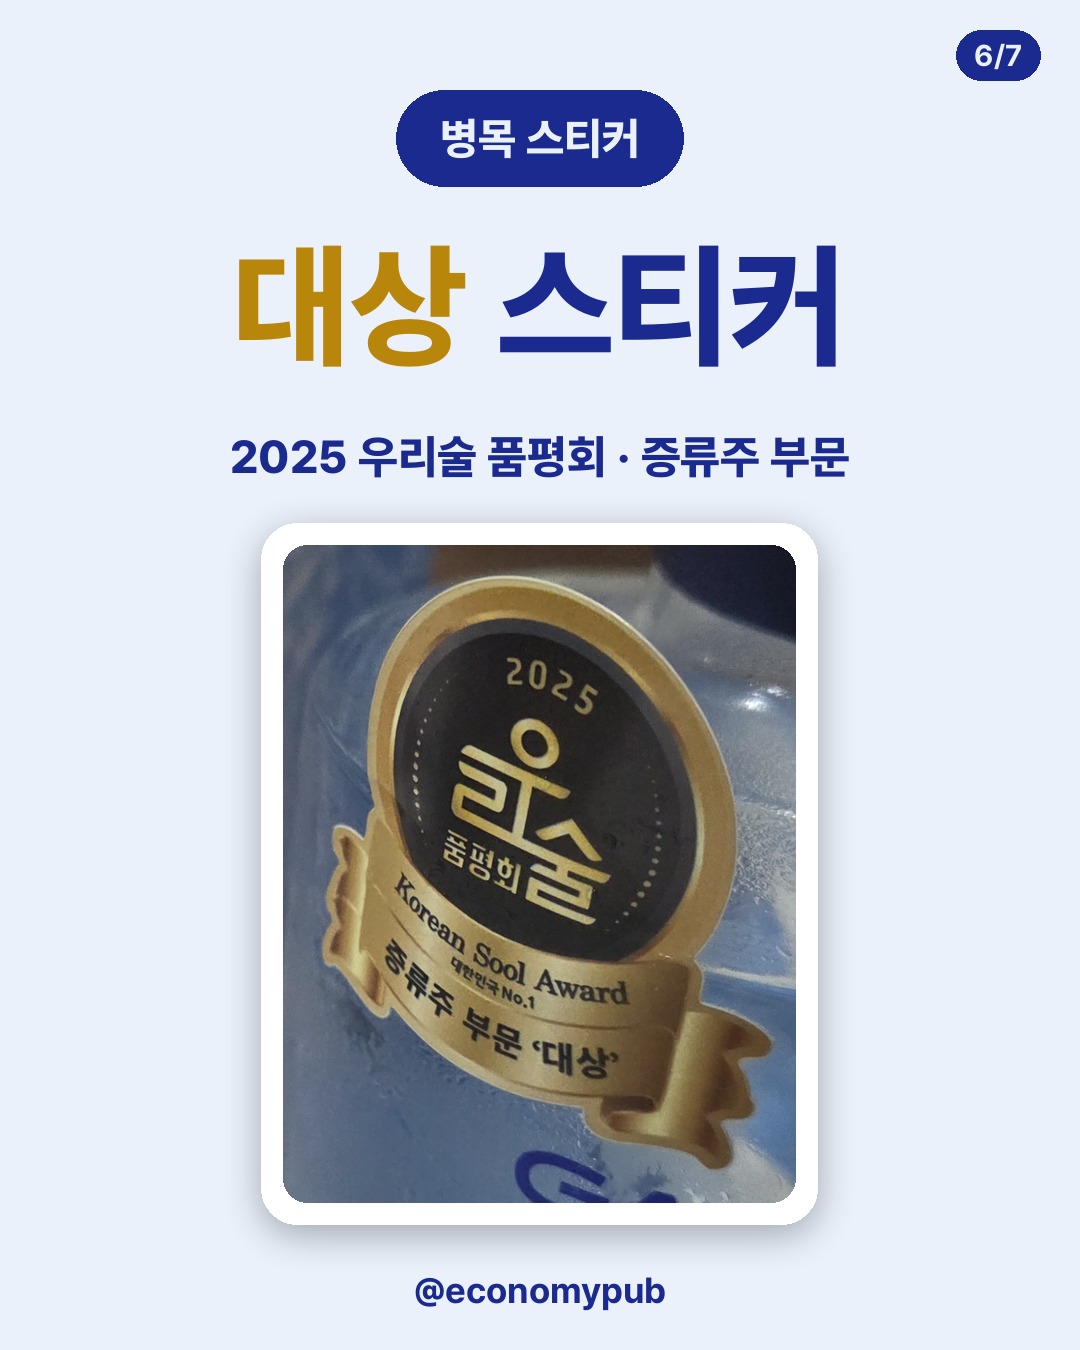 6/7
병목 스티커
대상 스티커
2025 우리술 품평회 · 증류주 부문
2025
우리술
품평회
Korean Sool Award
대한민국 No.1
증류주 부문 ‘대상’
@economypub